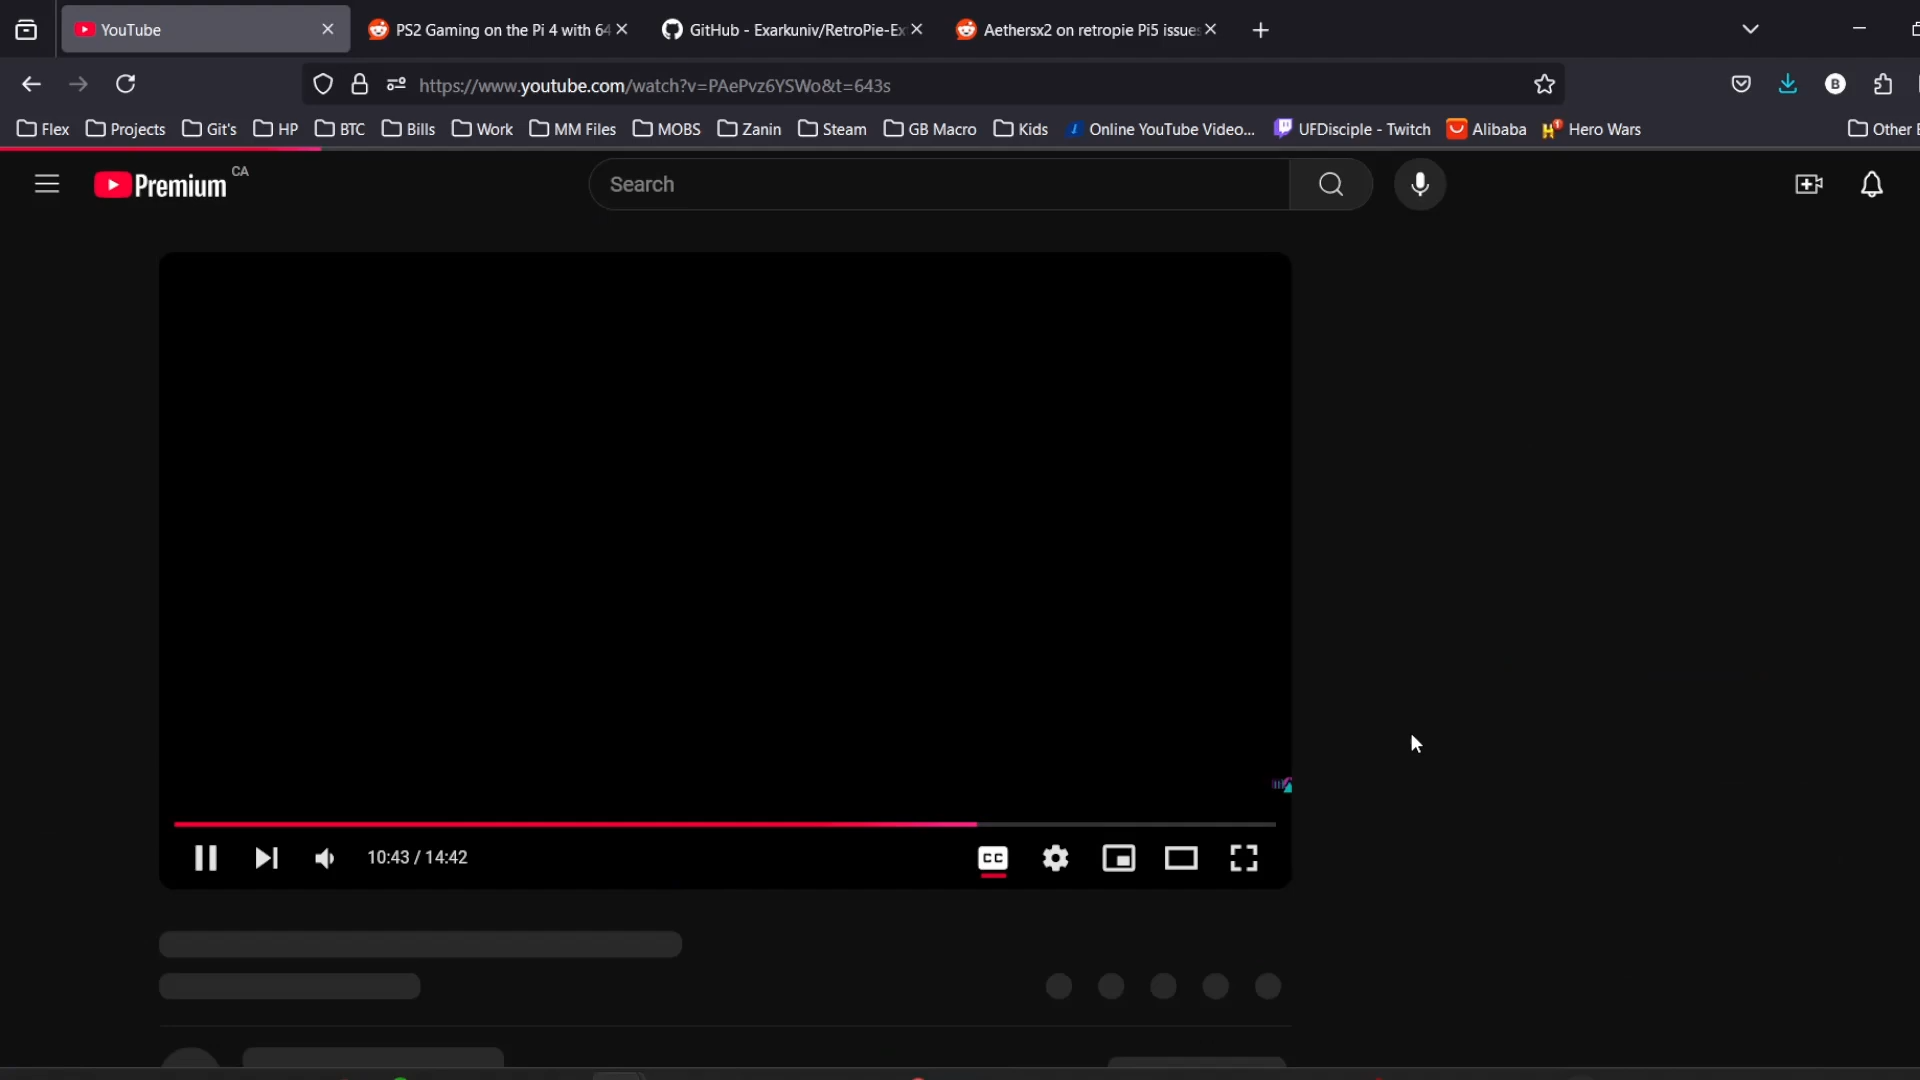 YouTube
PS2 Gaming on the Pi 4 with 64
GitHub - Exarkuniv/RetroPie-Ex
Aethersx2 on retropie Pi5 issues
https://www.youtube.com/watch?v=PAePvz6YSWo&t=643s
B
Flex
Projects
Git's
HP
BTC
Bills
Work
MM Files
MOBS
Zanin
Steam
GB Macro
Kids
Online YouTube Video...
UFDisciple - Twitch
Alibaba
Hero Wars
Other
Premium CA
Search
10:43 / 14:42
CC